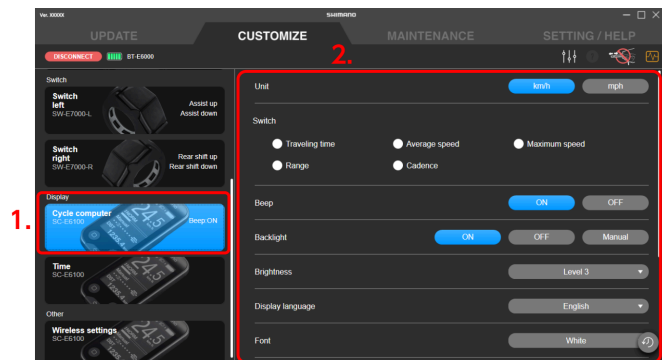 Ver. XXXXX
SHIMANO
UPDATE
CUSTOMIZE
MAINTENANCE
SETTING / HELP
DISCONNECT
BT-E6000
2.
Switch
Switch left
SW-E7000-L
Assist up
Assist down
Switch right
SW-E7000-R
Rear shift up
Rear shift down
1.
Display
Cycle computer
SC-E6100
Beep:ON
Time
SC-E6100
Other
Wireless settings
SC-E6100
Unit
km/h
mph
Switch
Traveling time
Average speed
Maximum speed
Range
Cadence
Beep
ON
OFF
Backlight
ON
OFF
Manual
Brightness
Level 3
Display language
English
Font
White